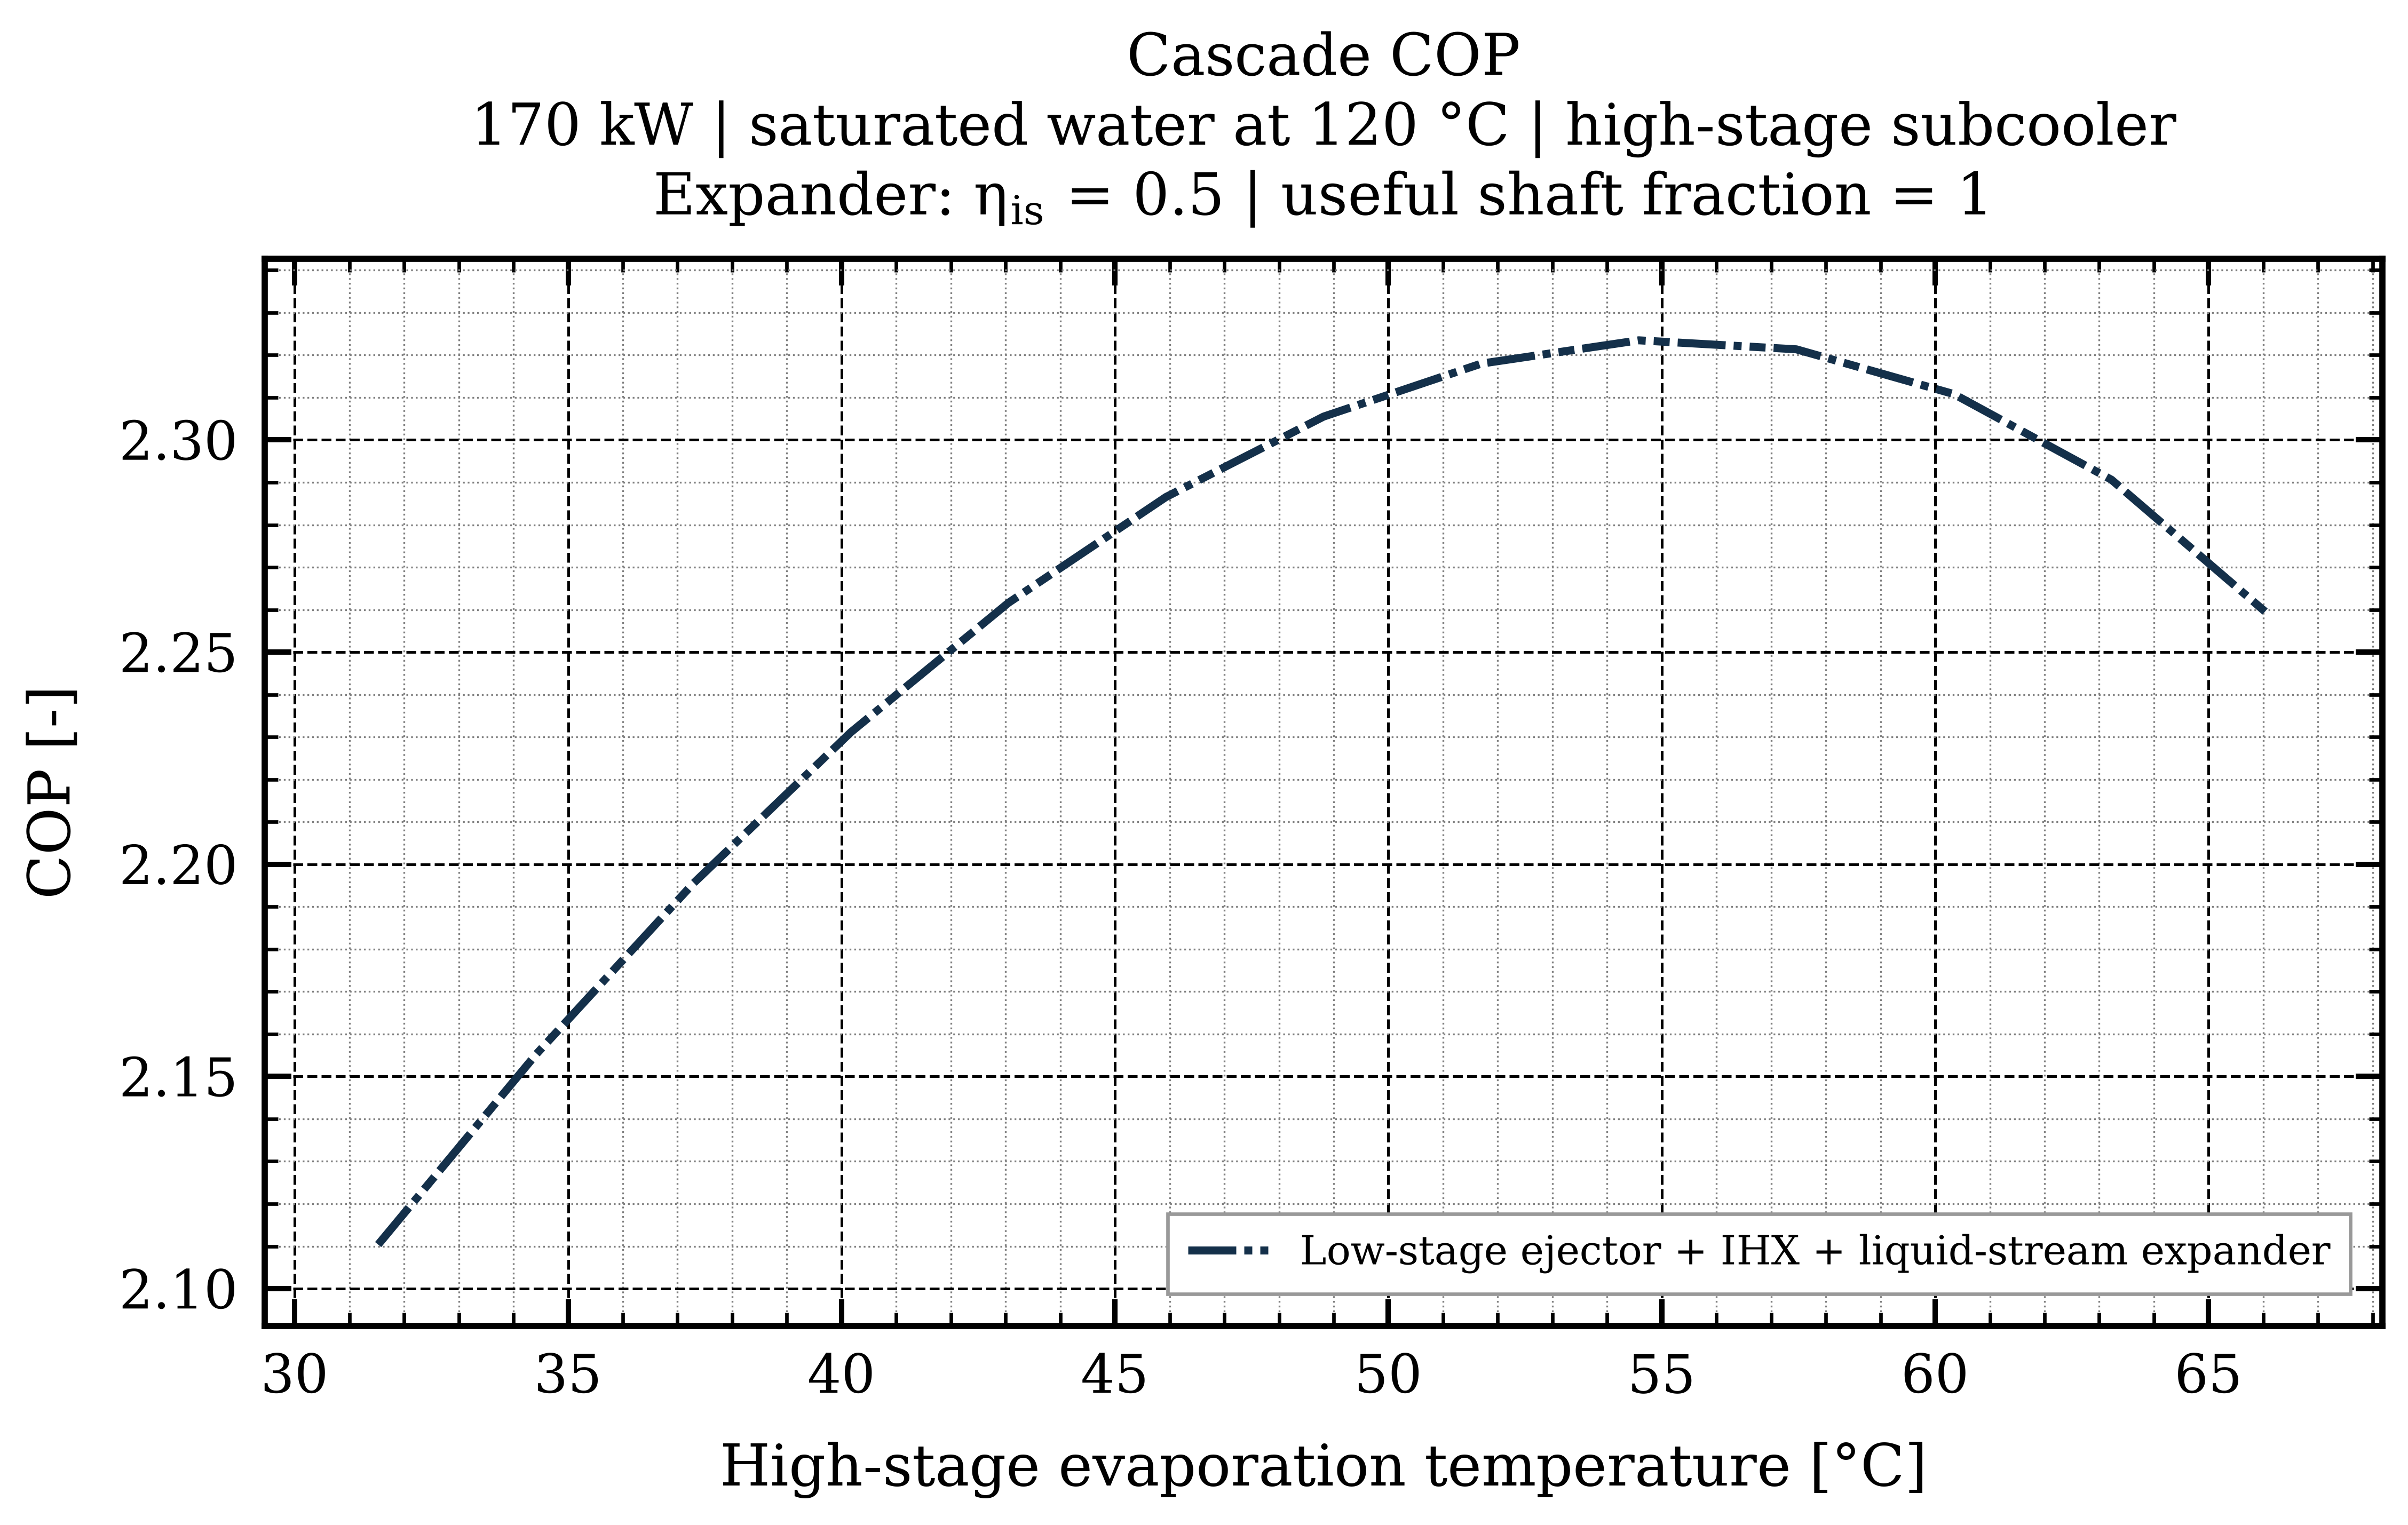 Cascade COP
170 kW | saturated water at 120 °C | high-stage subcooler
Expander: ηis = 0.5 | useful shaft fraction = 1
COP [-]
2.30
2.25
2.20
2.15
2.10
Low-stage ejector + IHX + liquid-stream expander
30 35 40 45 50 55 60 65
High-stage evaporation temperature [°C]